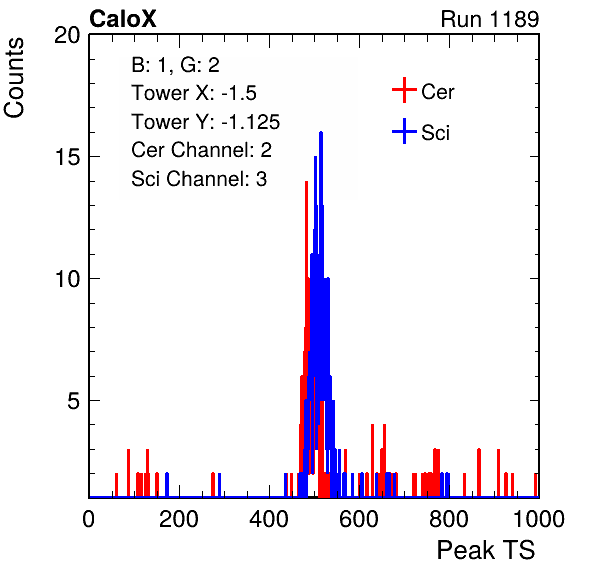 CaloX Run 1189
20
15
10
5
Counts
B: 1, G: 2
Tower X: -1.5
Tower Y: -1.125
Cer Channel: 2
Sci Channel: 3
Cer
Sci
0 200 400 600 800 1000
Peak TS